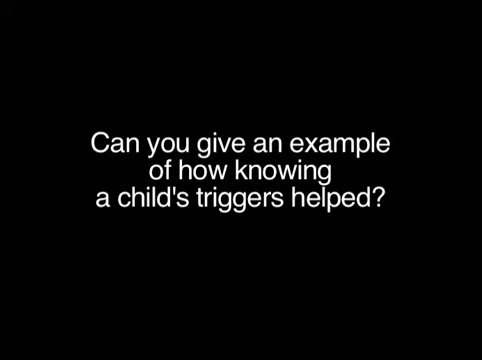 Can you give an example
of how knowing
a child's triggers helped?